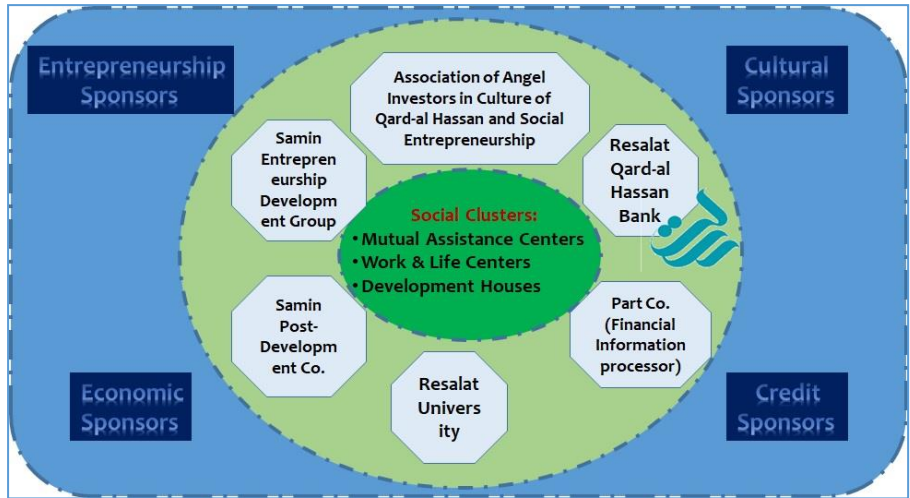 Entrepreneurship
Sponsors
Cultural
Sponsors
Association of Angel
Investors in Culture of
Qard-al Hassan and Social
Entrepreneurship
Samin
Entrepren
eurship
Developm
ent Group
Resalat
Qard-al
Hassan
Bank
Social Clusters:
•Mutual Assistance Centers
•Work & Life Centers
•Development Houses
Samin
Post-
Developm
ent Co.
Part Co.
(Financial
Information
processor)
Resalat
Univers
ity
Economic
Sponsors
Credit
Sponsors